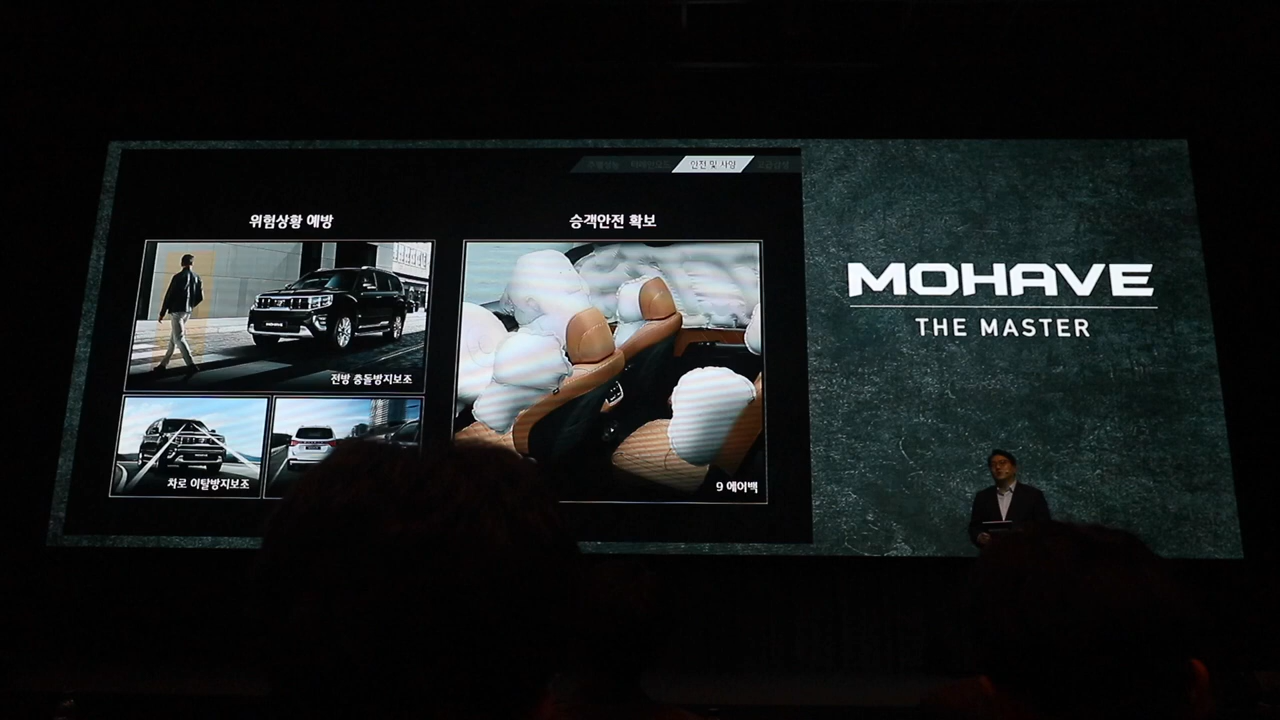 안전 및 사양
위험상황 예방
승객안전 확보
MOHAVE
전방 충돌방지보조
차로 이탈방지보조
9 에어백
MOHAVE
THE MASTER